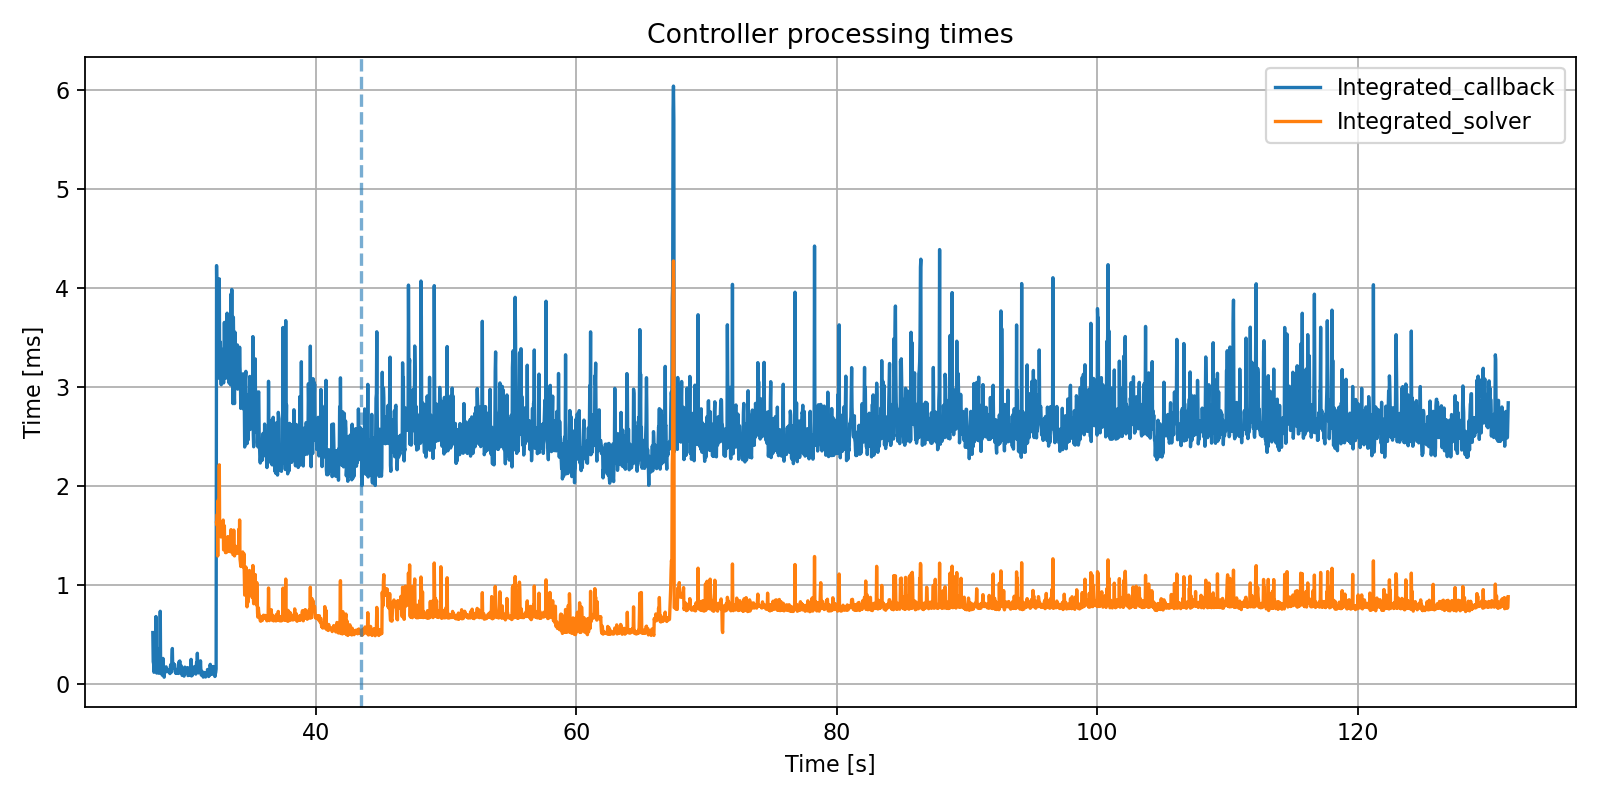 Controller processing times
Integrated_callback
Integrated_solver
Time [ms]
6
5
4
3
2
1
0
40 60 80 100 120
Time [s]